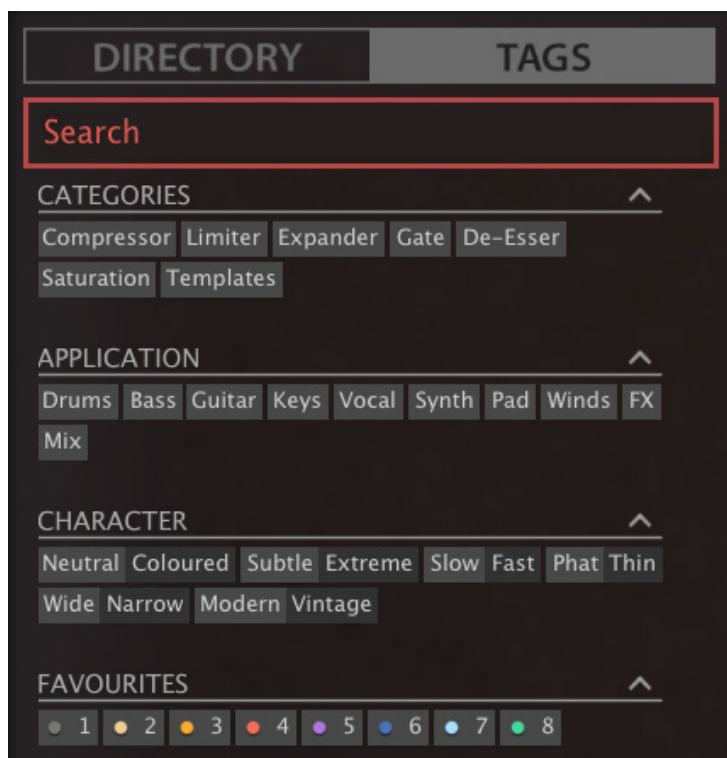 DIRECTORY TAGS
Search
CATEGORIES
Compressor Limiter Expander Gate De-Esser
Saturation Templates
APPLICATION
Drums Bass Guitar Keys Vocal Synth Pad Winds FX
Mix
CHARACTER
Neutral Coloured Subtle Extreme Slow Fast Phat Thin
Wide Narrow Modern Vintage
FAVOURITES
1 2 3 4 5 6 7 8